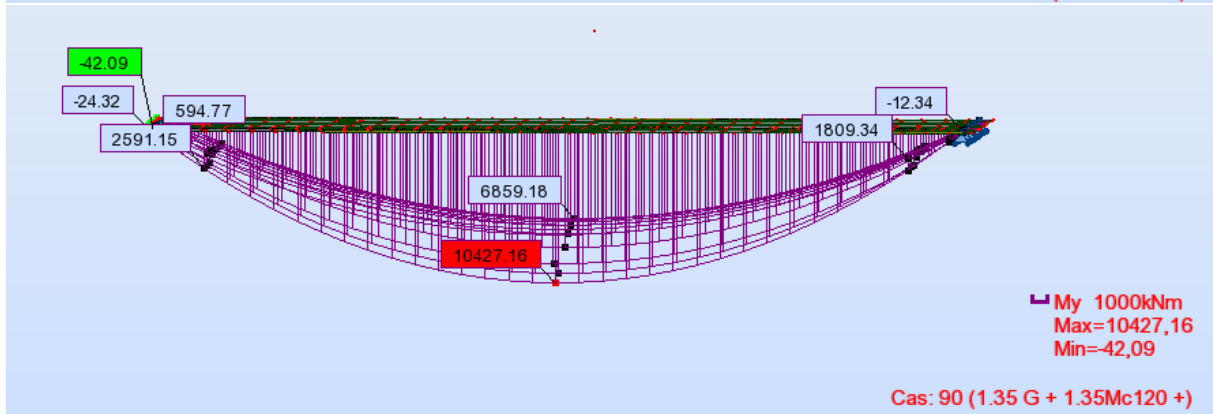 -42.09
-24.32
594.77
-12.34
2591.15
1809.34
6859.18
10427.16
My 1000kNm
Max=10427,16
Min=-42,09
Cas: 90 (1.35 G + 1.35Mc120 +)